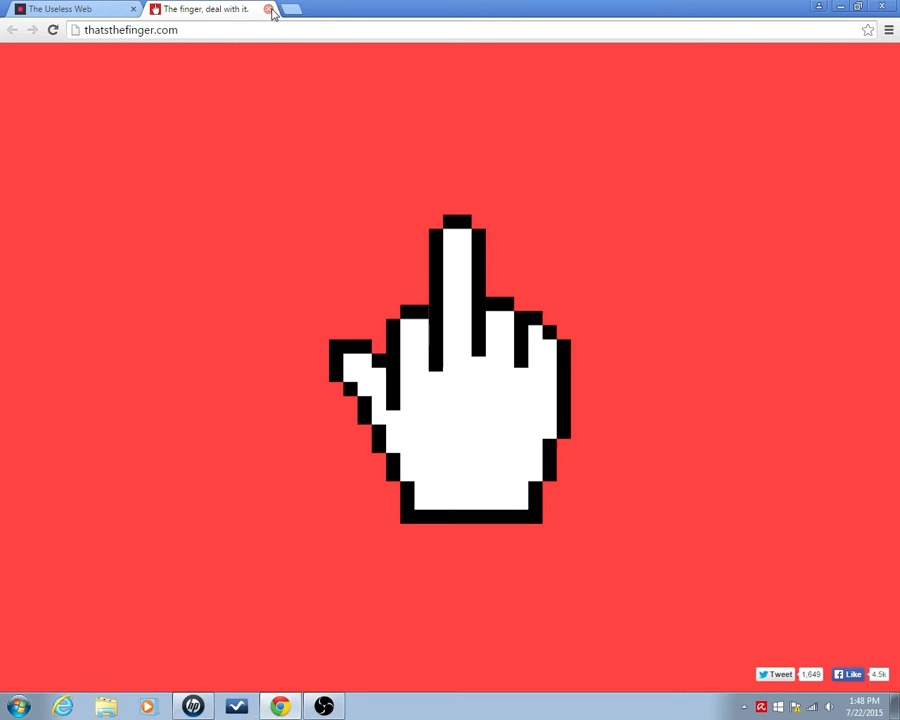 The Useless Web
The finger, deal with it.
thatsthefinger.com
Tweet 1,649 Like 4.5k
hp
1:48 PM
7/22/2015